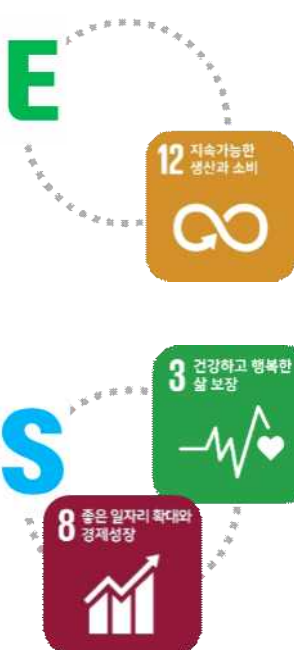 E
12 지속가능한
생산과 소비
3 건강하고 행복한
삶 보장
S
8 좋은 일자리 확대와
경제성장